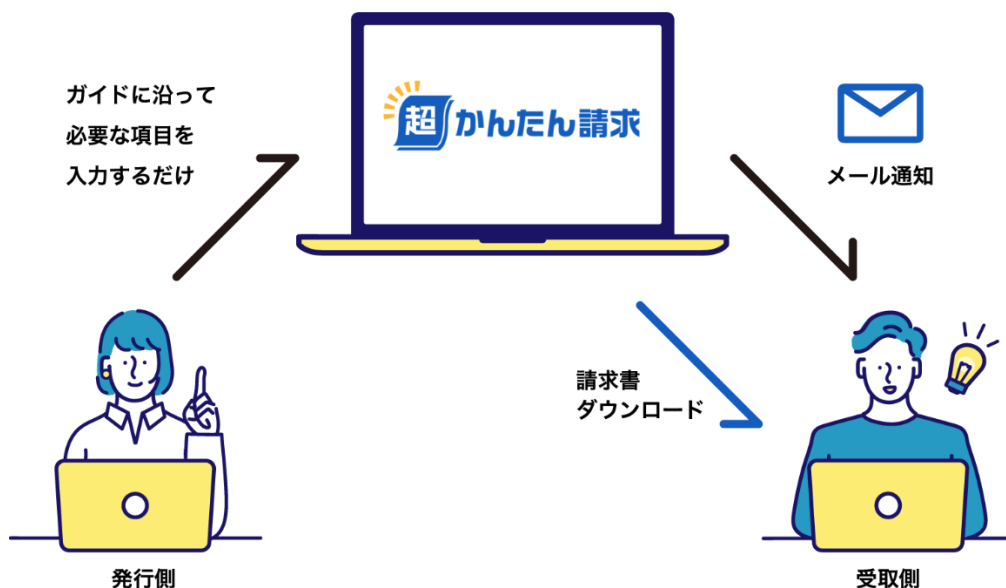 ガイドに沿って
必要な項目を
入力するだけ
超かんたん請求
メール通知
請求書
ダウンロード
発行側
受取側